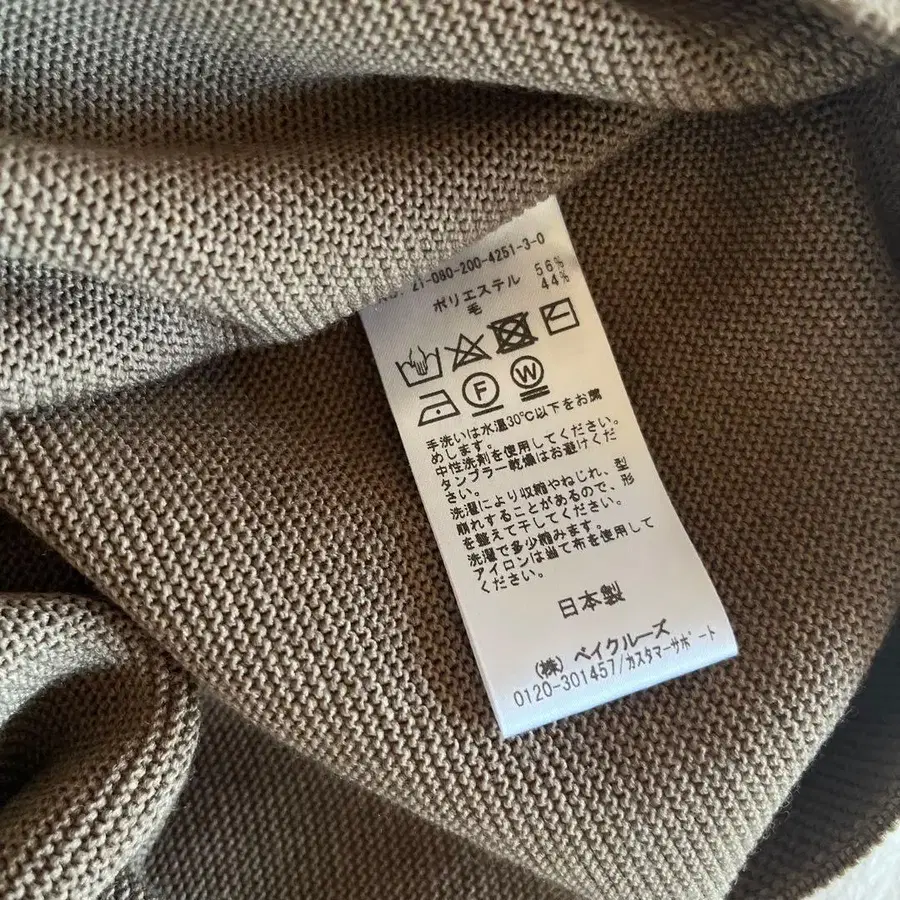 21-080-200-4251-3-0
ポリエステル 56%
毛 44%
F W
手洗いは水温30℃以下をお薦
めします。
中性洗剤を使用してください。
タンブラー乾燥はお避けくだ
さい。
洗濯により収縮やねじれ、型
崩れすることがあるので、形
を整えて干してください。
洗濯で多少縮みます。
アイロンは当て布を使用して
ください。
日本製
(株) ベイクルーズ
0120-301457/カスタマーサポート